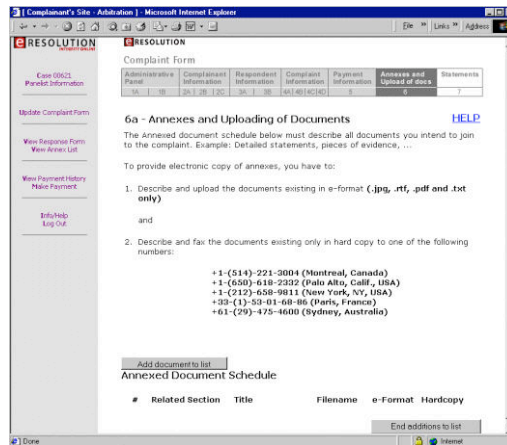 [ Complainant's Site - Arbitration ] - Microsoft Internet Explorer
File » Links » Address
eRESOLUTION
INTEGRITY ONLINE
Case 00621
Panelist Information
Update Complaint Form
View Response Form
View Annex List
View Payment History
Make Payment
Info/Help
Log Out
eRESOLUTION
Complaint Form
Administrative Panel
Complainant Information
Respondent Information
Complaint Information
Payment Information
Annexes and Upload of docs
Statements
1A | 1B
2A | 2B | 2C
3A | 3B
4A|4B|4C|4D
5
6
7
6a - Annexes and Uploading of Documents
HELP
The Annexed document schedule below must describe all documents you intend to join
to the complaint. Example: Detailed statements, pieces of evidence, ...
To provide electronic copy of annexes, you have to:
1. Describe and upload the documents existing in e-format (.jpg, .rtf, .pdf and .txt
only)
and
2. Describe and fax the documents existing only in hard copy to one of the following
numbers:
+1-(514)-221-3004 (Montreal, Canada)
+1-(650)-618-2332 (Palo Alto, Calif., USA)
+1-(212)-658-9811 (New York, NY, USA)
+33-(1)-53-01-68-86 (Paris, France)
+61-(29)-475-4600 (Sydney, Australia)
Add document to list
Annexed Document Schedule
# Related Section Title Filename e-Format Hardcopy
End additions to list
Done
Internet